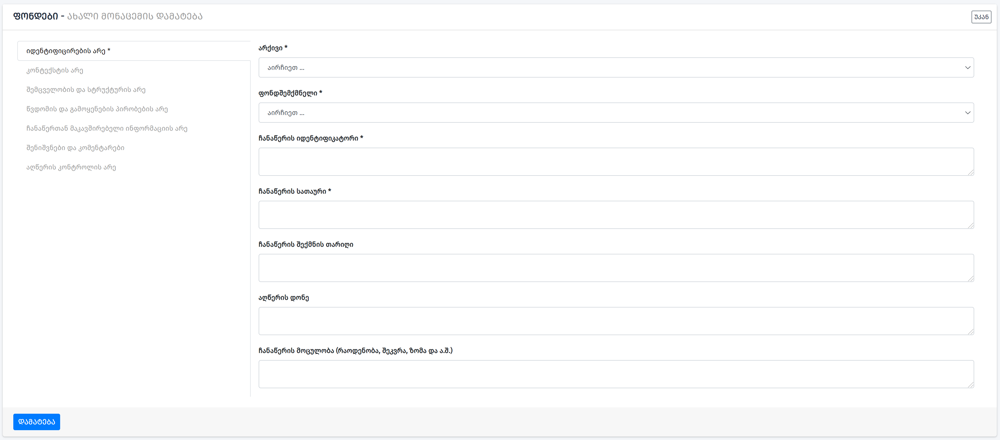 ფონდები - ახალი მონაცემის დამატება
უკან
იდენტიფიცირების არე *
კონტექსტის არე
შემცველობის და სტრუქტურის არე
წვდომის და გამოყენების პირობების არე
ჩანაწერთან მაკავშირებელი ინფორმაციის არე
შენიშვნები და კომენტარები
აღწერის კონტროლის არე
არქივი *
აირჩიეთ ...
ფონდშემქმნელი *
აირჩიეთ ...
ჩანაწერის იდენტიფიკატორი *
ჩანაწერის სათაური *
ჩანაწერის შექმნის თარიღი
აღწერის დონე
ჩანაწერის მოცულობა (რაოდენობა, შეკვრა, ზომა და ა.შ.)
დამატება